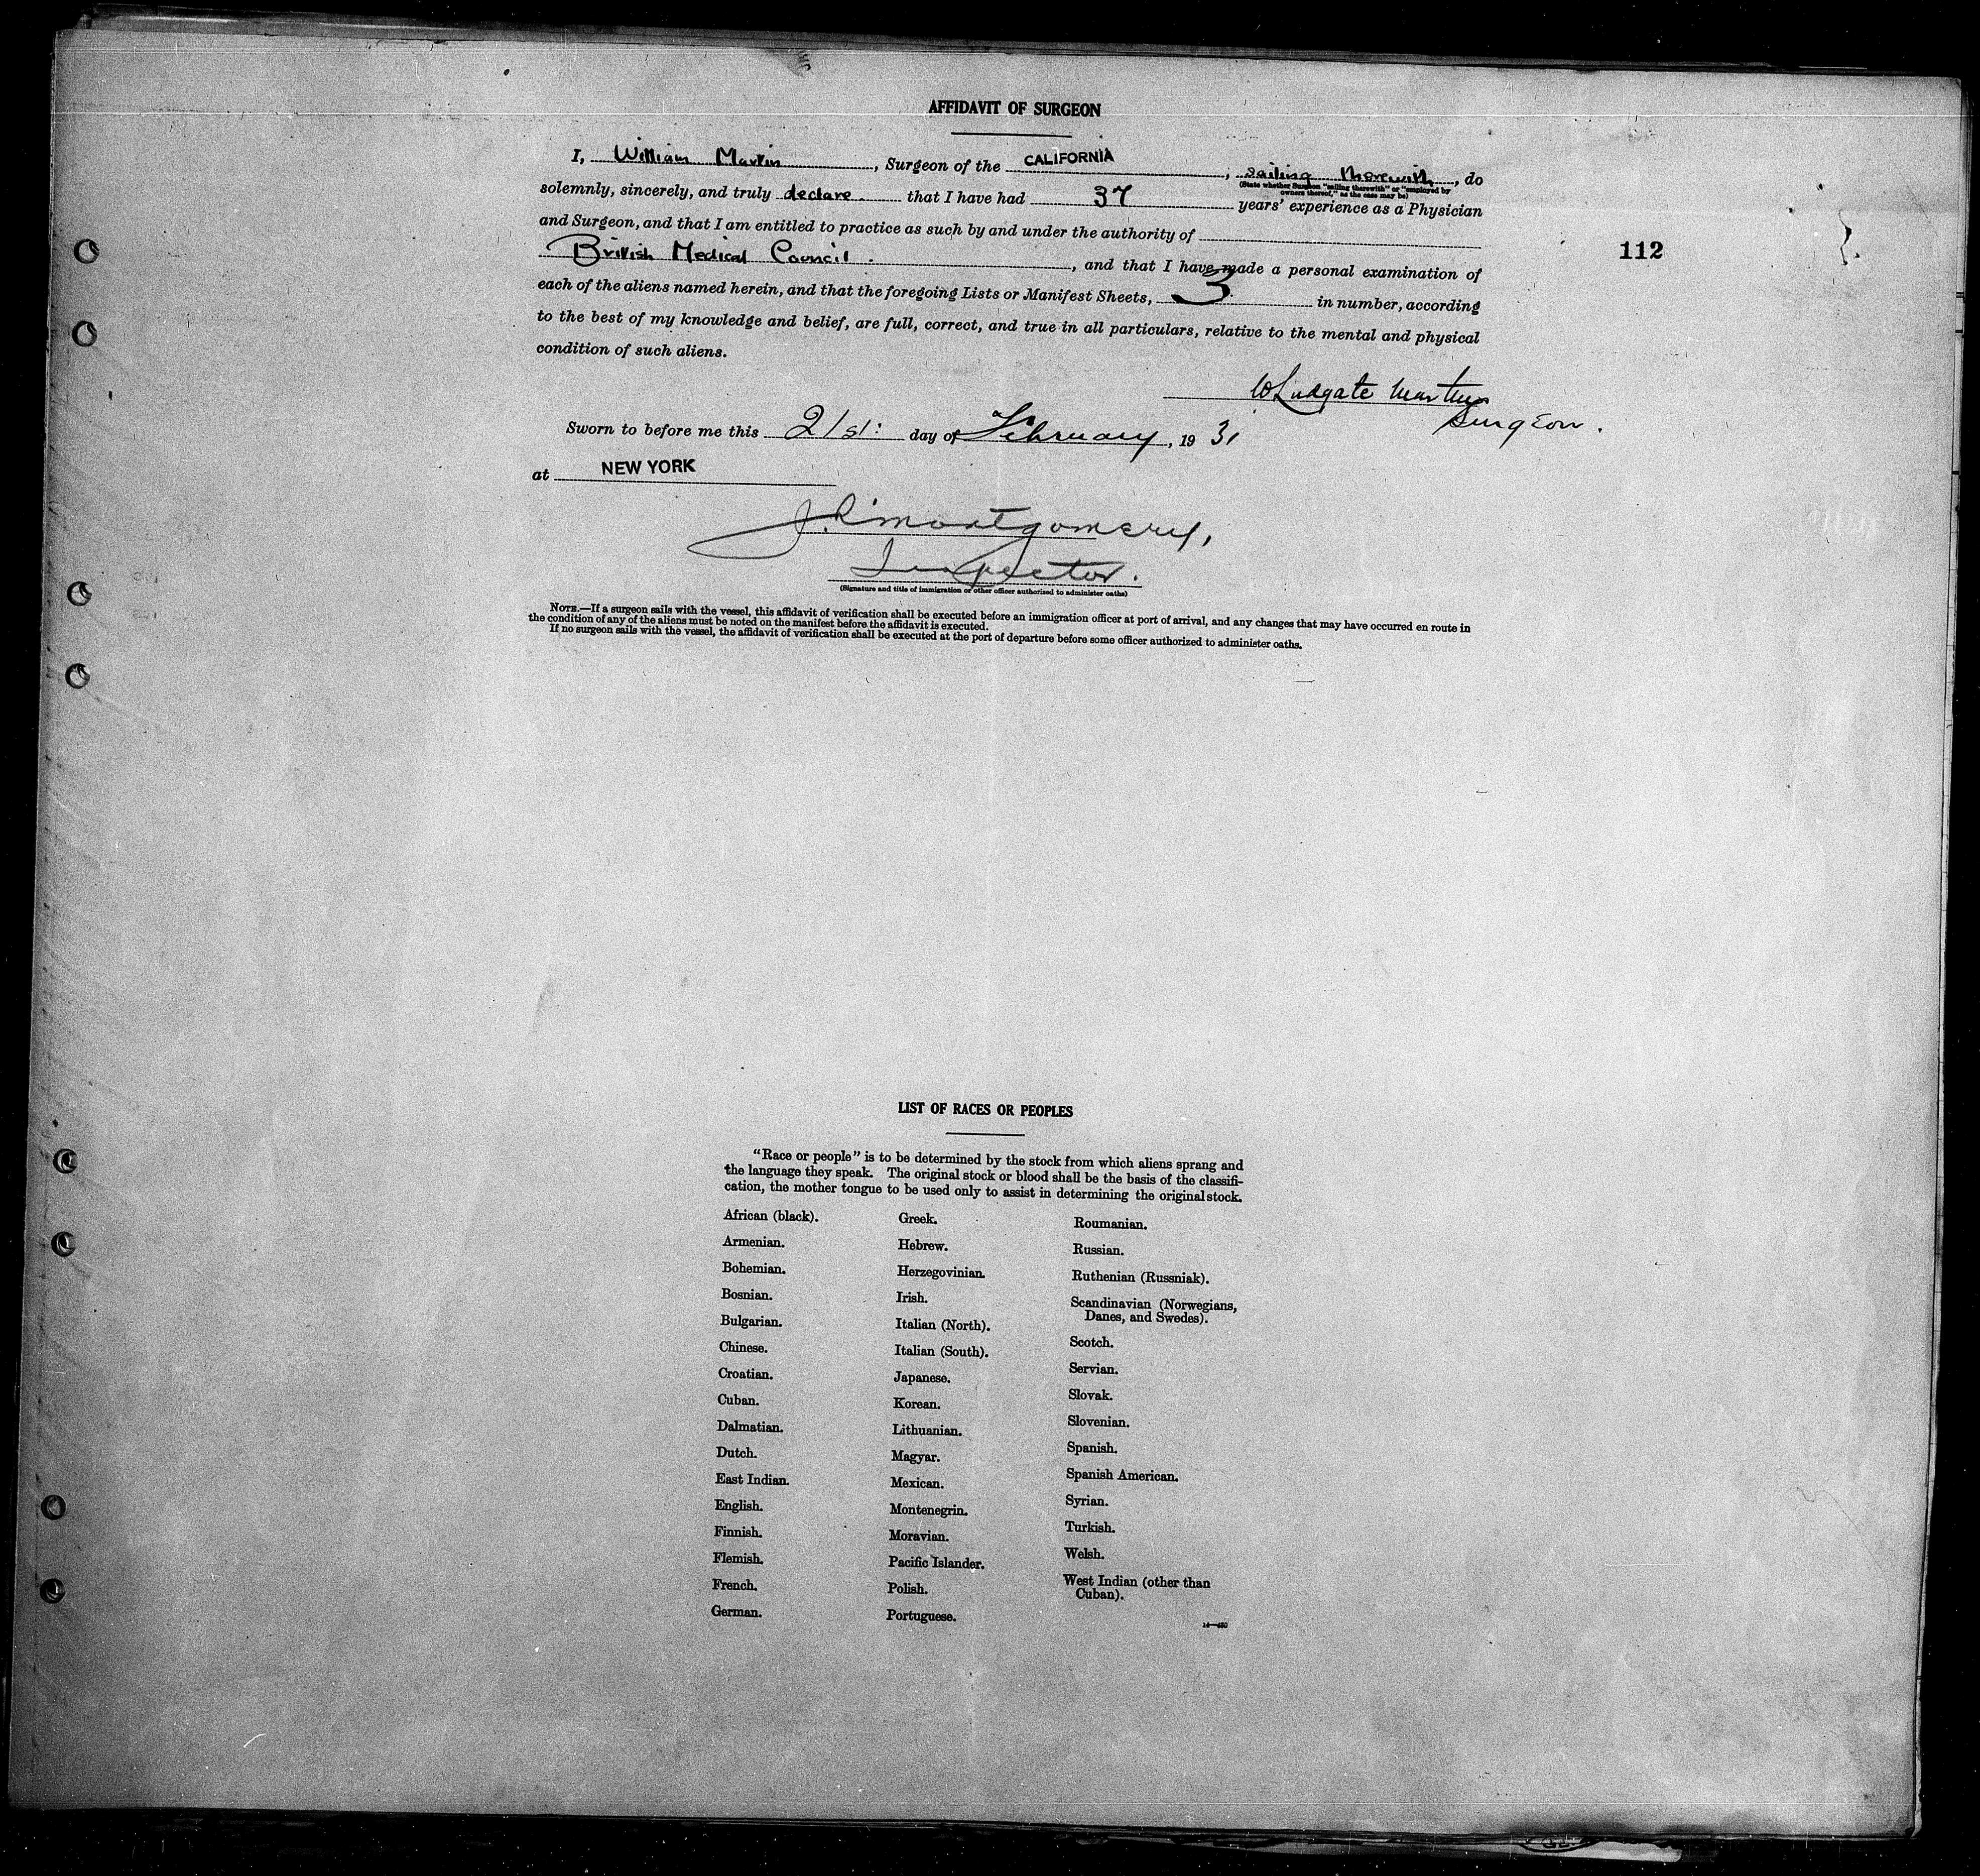 AFFIDAVIT OF SURGEON
I, William Martin, Surgeon of the CALIFORNIA, sailing therewith, do
(State whether Surgeon "sailing therewith" or "employed by
owners thereof," as the case may be)
solemnly, sincerely, and truly declare. that I have had 37 years' experience as a Physician
and Surgeon, and that I am entitled to practice as such by and under the authority of
British Medical Council., and that I have made a personal examination of
112
each of the aliens named herein, and that the foregoing Lists or Manifest Sheets, 3 in number, according
to the best of my knowledge and belief, are full, correct, and true in all particulars, relative to the mental and physical
condition of such aliens.
W Ludgate Martin
Surgeon.
Sworn to before me this 21st: day of February, 1931
at NEW YORK
J. R. Montgomery,
Inspector.
(Signature and title of immigration or other officer authorized to administer oaths)
NOTE.—If a surgeon sails with the vessel, this affidavit of verification shall be executed before an immigration officer at port of arrival, and any changes that may have occurred en route in
the condition of any of the aliens must be noted on the manifest before the affidavit is executed.
If no surgeon sails with the vessel, the affidavit of verification shall be executed at the port of departure before some officer authorized to administer oaths.
LIST OF RACES OR PEOPLES
"Race or people" is to be determined by the stock from which aliens sprang and
the language they speak. The original stock or blood shall be the basis of the classifi-
cation, the mother tongue to be used only to assist in determining the original stock.
African (black).
Armenian.
Bohemian.
Bosnian.
Bulgarian.
Chinese.
Croatian.
Cuban.
Dalmatian.
Dutch.
East Indian.
English.
Finnish.
Flemish.
French.
German.
Greek.
Hebrew.
Herzegovinian.
Irish.
Italian (North).
Italian (South).
Japanese.
Korean.
Lithuanian.
Magyar.
Mexican.
Montenegrin.
Moravian.
Pacific Islander.
Polish.
Portuguese.
Roumanian.
Russian.
Ruthenian (Russniak).
Scandinavian (Norwegians,
Danes, and Swedes).
Scotch.
Servian.
Slovak.
Slovenian.
Spanish.
Spanish American.
Syrian.
Turkish.
Welsh.
West Indian (other than
Cuban).